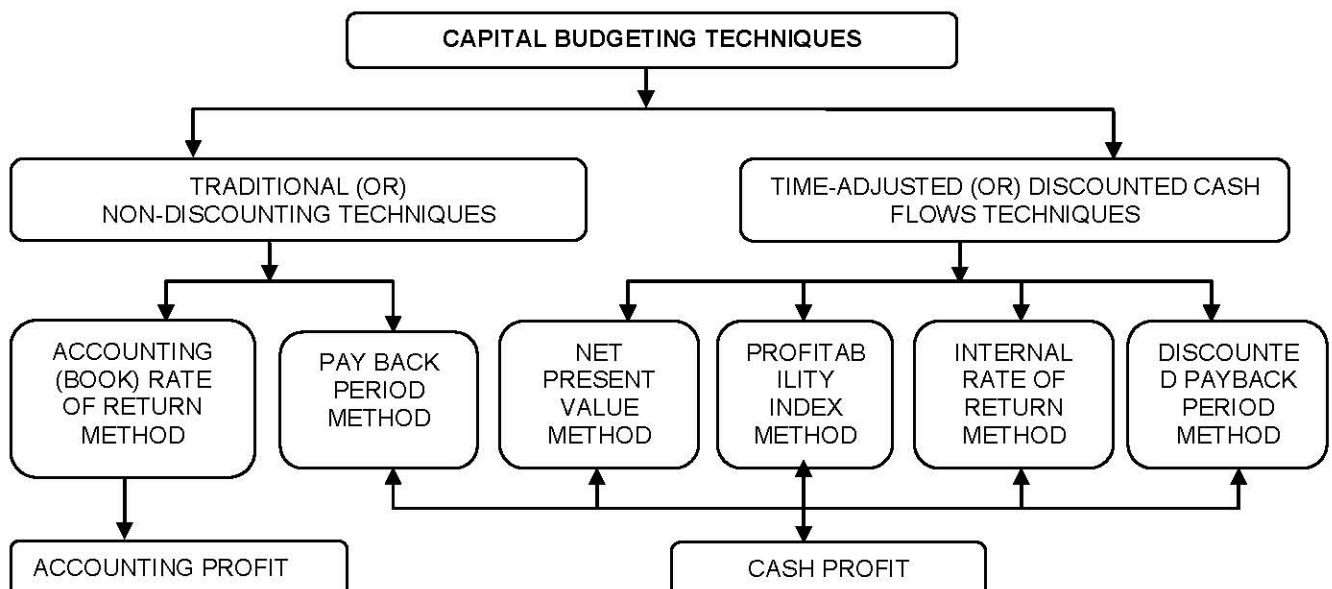 CAPITAL BUDGETING TECHNIQUES
TRADITIONAL (OR)
NON-DISCOUNTING TECHNIQUES
TIME-ADJUSTED (OR) DISCOUNTED CASH
FLOWS TECHNIQUES
ACCOUNTING
(BOOK) RATE
OF RETURN
METHOD
PAY BACK
PERIOD
METHOD
NET
PRESENT
VALUE
METHOD
PROFITAB
ILITY
INDEX
METHOD
INTERNAL
RATE OF
RETURN
METHOD
DISCOUNTE
D PAYBACK
PERIOD
METHOD
ACCOUNTING PROFIT
CASH PROFIT